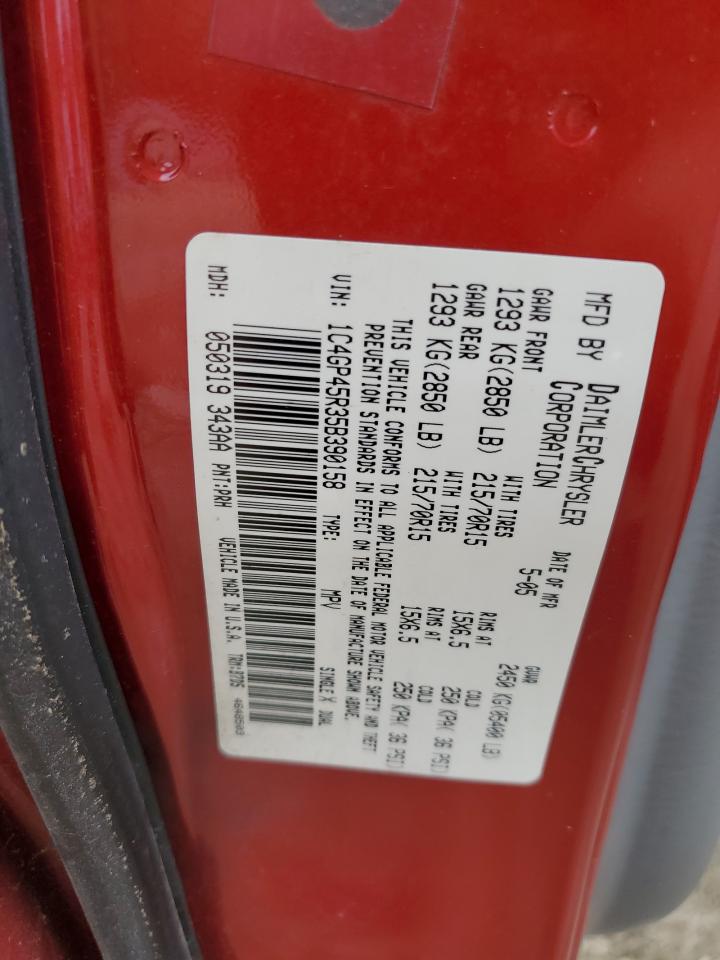 MFD BY DAIMLERCHRYSLER CORPORATION
DATE OF MFR 5-05
GVWR 2450 KG(05400 LB)
GAWR FRONT WITH TIRES RIMS AT COLD
1293 KG(2850 LB) 215/70R15 15X6.5 250 KPA( 36 PSI)
GAWR REAR WITH TIRES RIMS AT COLD
1293 KG(2850 LB) 215/70R15 15X6.5 250 KPA( 36 PSI)
THIS VEHICLE CONFORMS TO ALL APPLICABLE FEDERAL MOTOR VEHICLE SAFETY AND THEFT
PREVENTION STANDARDS IN EFFECT ON THE DATE OF MANUFACTURE SHOWN ABOVE.
VIN: 1C4GP45R35B390158 TYPE: MPV SINGLE X DUAL
MDH: 050319 343AA PNT:PRH VEHICLE MADE IN U.S.A.